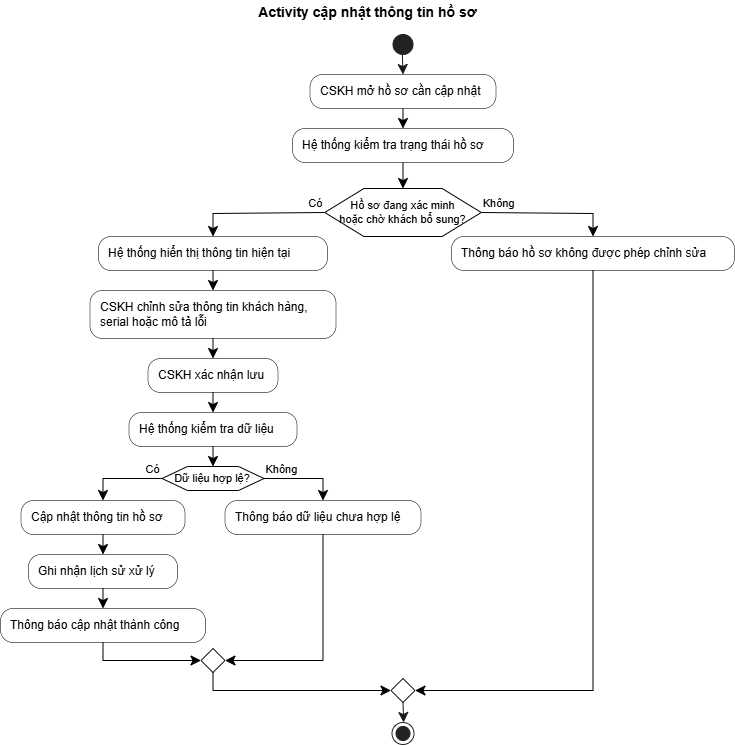 Activity cập nhật thông tin hồ sơ
CSKH mở hồ sơ cần cập nhật
Hệ thống kiểm tra trạng thái hồ sơ
Có
Hồ sơ đang xác minh
hoặc chờ khách bổ sung?
Không
Hệ thống hiển thị thông tin hiện tại
Thông báo hồ sơ không được phép chỉnh sửa
CSKH chỉnh sửa thông tin khách hàng,
serial hoặc mô tả lỗi
CSKH xác nhận lưu
Hệ thống kiểm tra dữ liệu
Có
Dữ liệu hợp lệ?
Không
Cập nhật thông tin hồ sơ
Thông báo dữ liệu chưa hợp lệ
Ghi nhận lịch sử xử lý
Thông báo cập nhật thành công